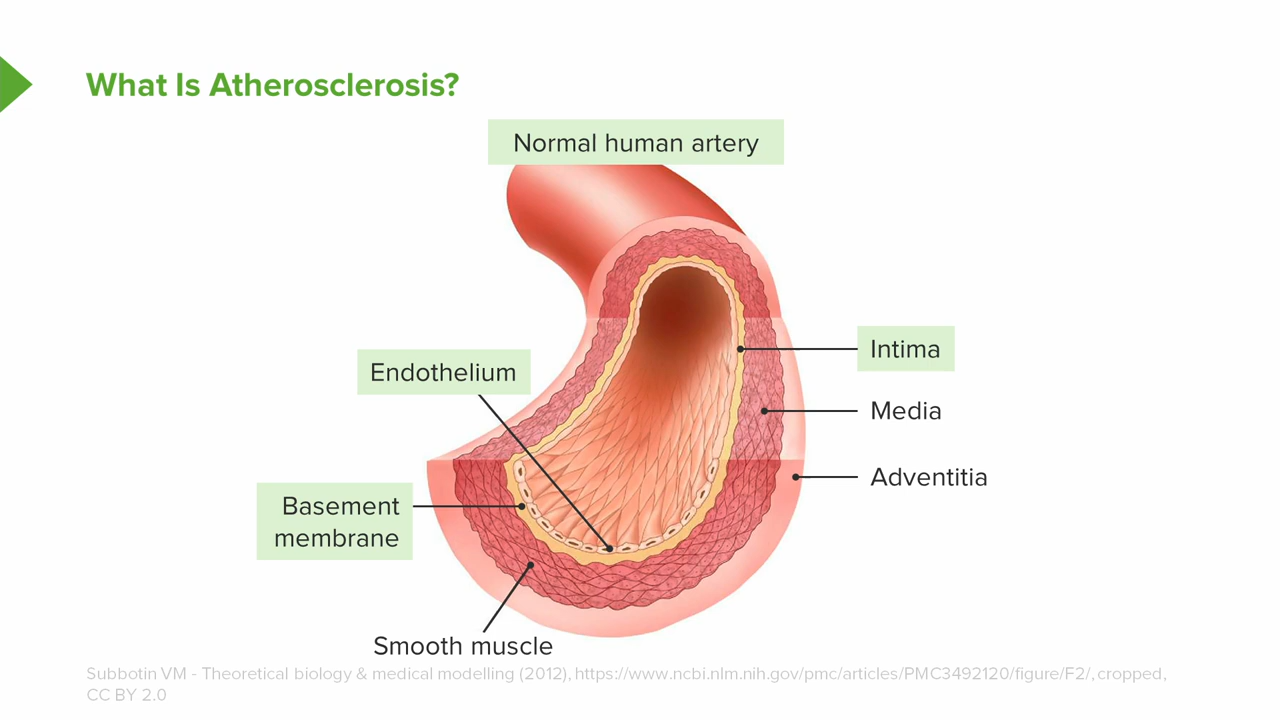 What Is Atherosclerosis?
Normal human artery
Intima
Endothelium
Media
Adventitia
Basement
membrane
Smooth muscle
Subbotin VM - Theoretical biology & medical modelling (2012), https://www.ncbi.nlm.nih.gov/pmc/articles/PMC3492120/figure/F2/, cropped,
CC BY 2.0